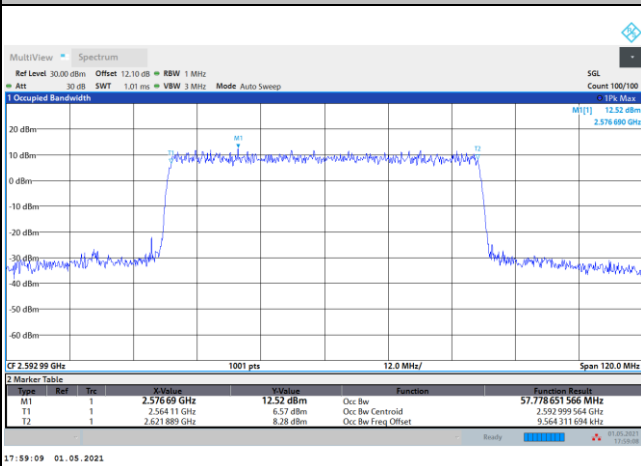 MultiView Spectrum
Ref Level 30.00 dBm Offset 12.10 dB RBW 1 MHz SGL
Att 30 dB SWT 1.01 ms VBW 3 MHz Mode Auto Sweep Count 100/100
1 Occupied Bandwidth 1Pk Max
M1[1] 12.52 dBm
2.576 690 GHz
20 dBm
M1
T1 T2
10 dBm
0 dBm
-10 dBm
-20 dBm
-30 dBm
-40 dBm
-50 dBm
-60 dBm
CF 2.592 99 GHz 1001 pts 12.0 MHz/ Span 120.0 MHz
2 Marker Table
Type Ref Trc X-Value Y-Value Function Function Result
M1 1 2.576 69 GHz 12.52 dBm Occ Bw 57.778 651 566 MHz
T1 1 2.564 11 GHz 6.57 dBm Occ Bw Centroid 2.592 999 564 GHz
T2 1 2.621 889 GHz 8.28 dBm Occ Bw Freq Offset 9.564 311 694 kHz
Ready 01.05.2021
17:59:08
17:59:09 01.05.2021